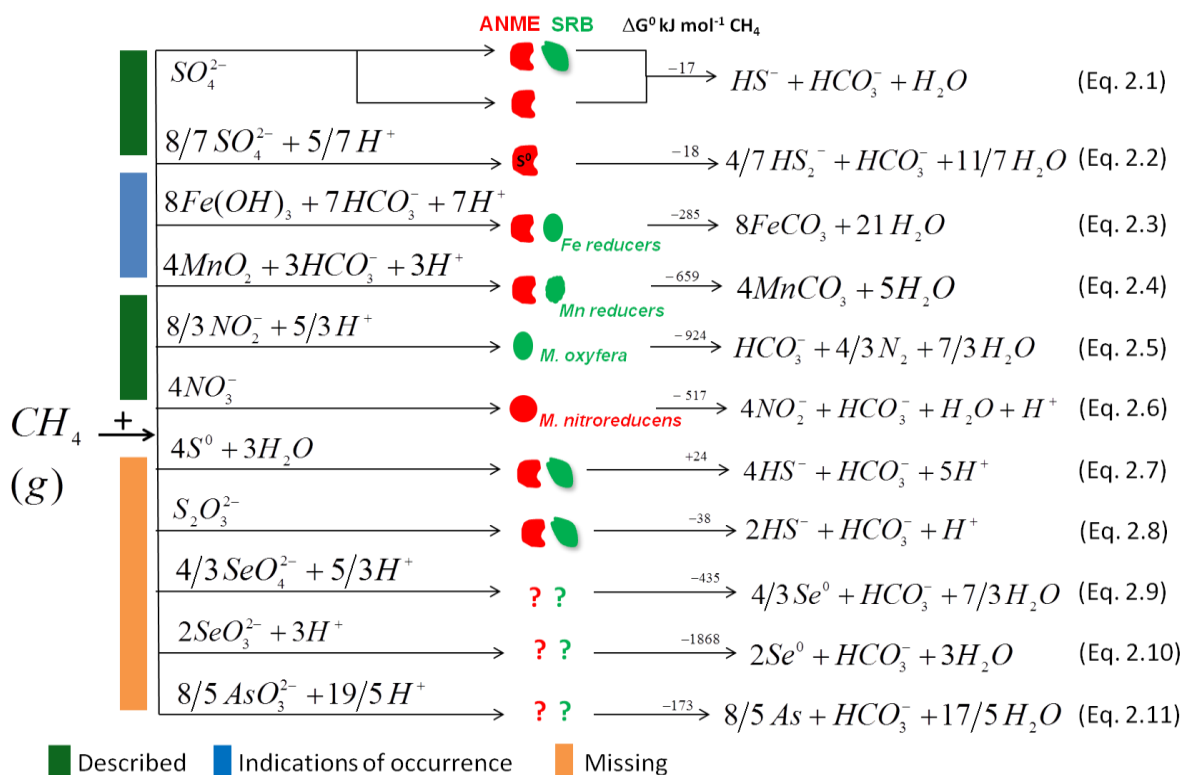 ANME SRB ΔG⁰ kJ mol⁻¹ CH₄
SO₄²⁻ −17 HS⁻ + HCO₃⁻ + H₂O (Eq. 2.1)
8/7 SO₄²⁻ + 5/7 H⁺ S⁰ −18 4/7 HS₂⁻ + HCO₃⁻ + 11/7 H₂O (Eq. 2.2)
8Fe(OH)₃ + 7HCO₃⁻ + 7H⁺ −285 8FeCO₃ + 21 H₂O (Eq. 2.3)
Fe reducers
4MnO₂ + 3HCO₃⁻ + 3H⁺ −659 4MnCO₃ + 5H₂O (Eq. 2.4)
Mn reducers
8/3 NO₂⁻ + 5/3 H⁺ M. oxyfera −924 HCO₃⁻ + 4/3 N₂ + 7/3 H₂O (Eq. 2.5)
4NO₃⁻ M. nitroreducens −517 4NO₂⁻ + HCO₃⁻ + H₂O + H⁺ (Eq. 2.6)
CH₄ +
(g)
4S⁰ + 3H₂O +24 4HS⁻ + HCO₃⁻ + 5H⁺ (Eq. 2.7)
S₂O₃²⁻ −38 2HS⁻ + HCO₃⁻ + H⁺ (Eq. 2.8)
4/3 SeO₄²⁻ + 5/3H⁺ ? ? −435 4/3 Se⁰ + HCO₃⁻ + 7/3 H₂O (Eq. 2.9)
2SeO₃²⁻ + 3H⁺ ? ? −1868 2Se⁰ + HCO₃⁻ + 3H₂O (Eq. 2.10)
8/5 AsO₃²⁻ +19/5 H⁺ ? ? −173 8/5 As + HCO₃⁻ + 17/5 H₂O (Eq. 2.11)
Described Indications of occurrence Missing